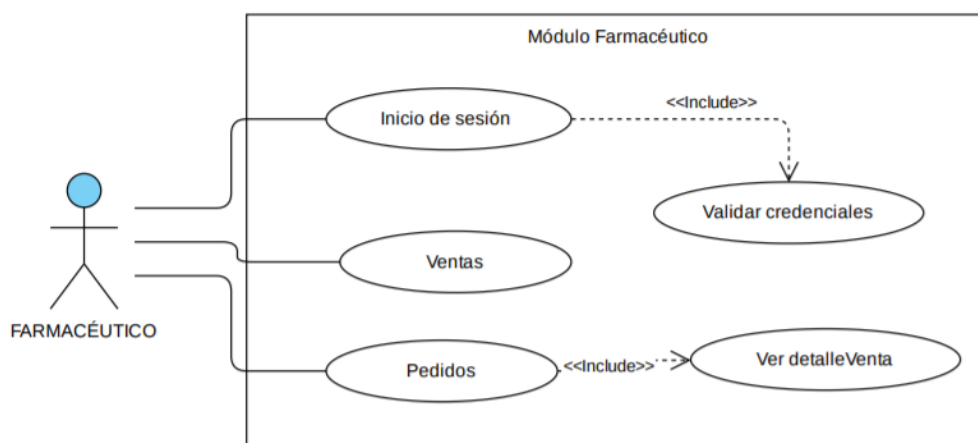 Módulo Farmacéutico
<<Include>>
Inicio de sesión
Validar credenciales
Ventas
FARMACÉUTICO
Pedidos
<<Include>>
Ver detalleVenta